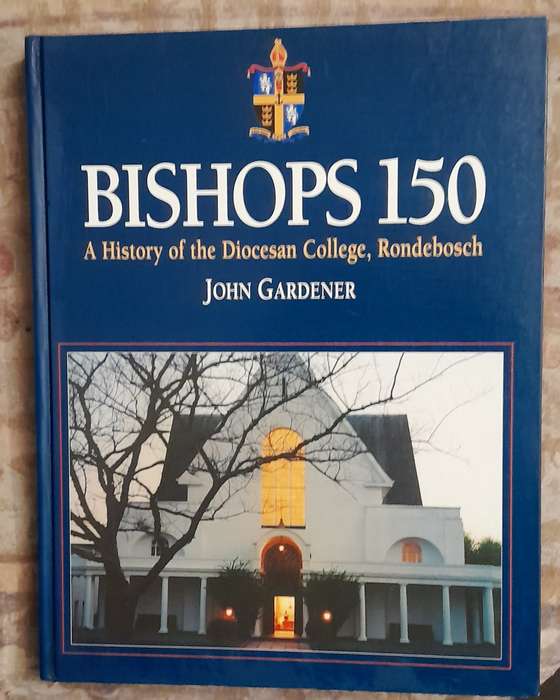 BISHOPS 150
A History of the Diocesan College, Rondebosch
JOHN GARDENER